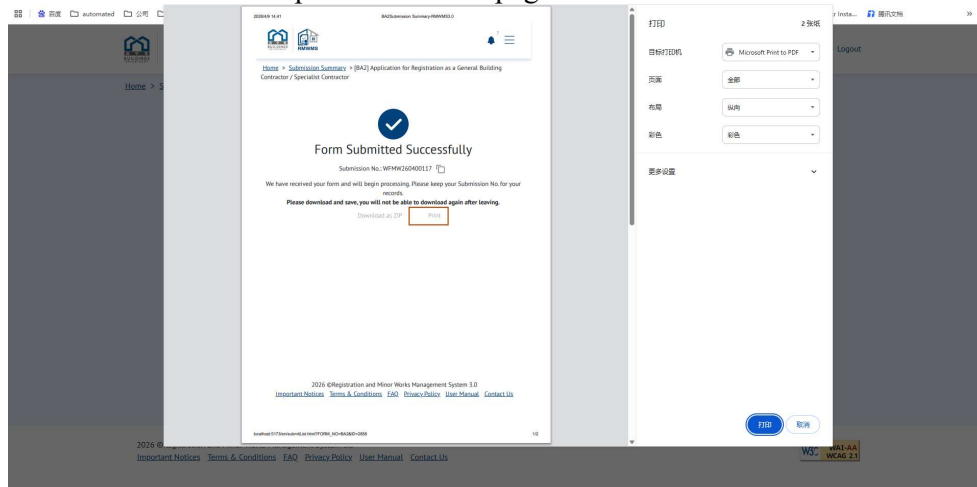 百度 automated 公司 r Insta... 腾讯文档 »
Logout
Home > S
2026/4/9 14:41 BA2Submission Summary-RMWMS3.0
BUILDINGS RMWMS
Home > Submission Summary > [BA2] Application for Registration as a General Building
Contractor / Specialist Contractor
Form Submitted Successfully
Submission No.: WFMW260400117
We have received your form and will begin processing. Please keep your Submission No. for your
records.
Please download and save, you will not be able to download again after leaving.
Download as ZIP Print
2026 ©Registration and Minor Works Management System 3.0
Important Notices Terms & Conditions FAQ Privacy Policy User Manual Contact Us
1/2
打印 2 张纸
目标打印机 Microsoft Print to PDF
页面 全部
布局 纵向
彩色 彩色
更多设置
打印 取消
2026 ©
Important Notices Terms & Conditions FAQ Privacy Policy User Manual Contact Us
W3C WAI-AA
WCAG 2.1